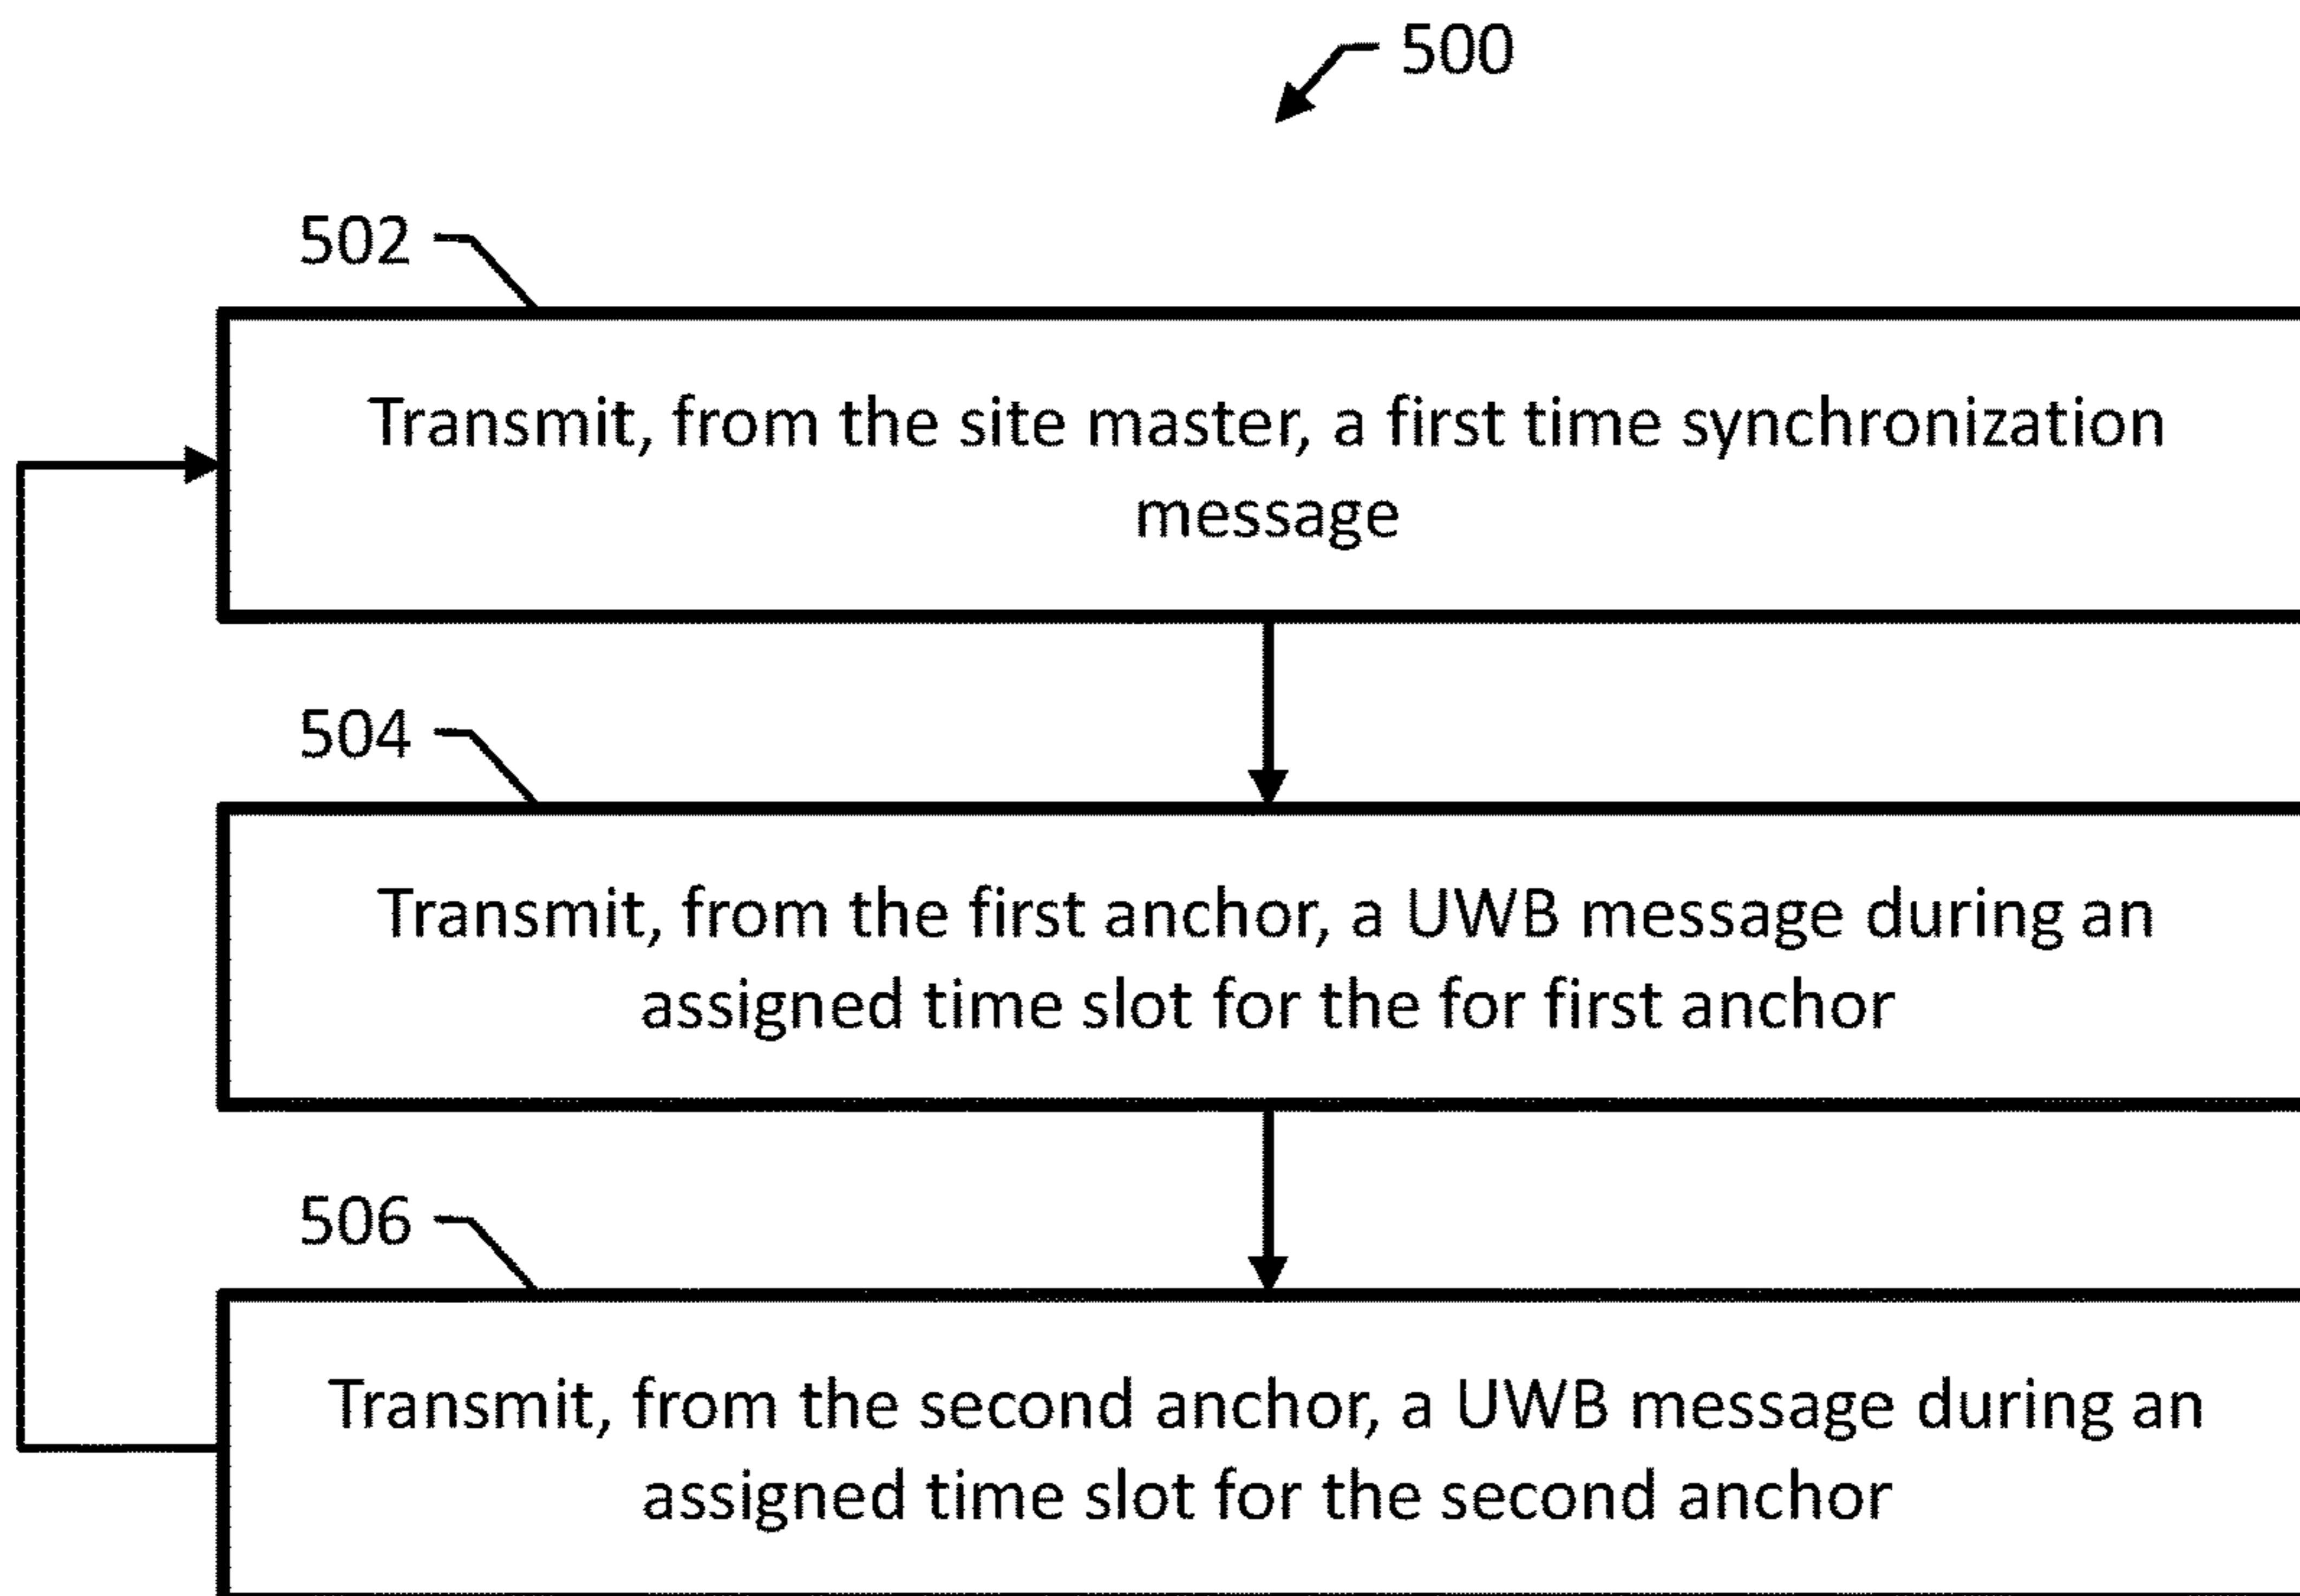 500
502
Transmit, from the site master, a first time synchronization
message
504
Transmit, from the first anchor, a UWB message during an
assigned time slot for the for first anchor
506
Transmit, from the second anchor, a UWB message during an
assigned time slot for the second anchor